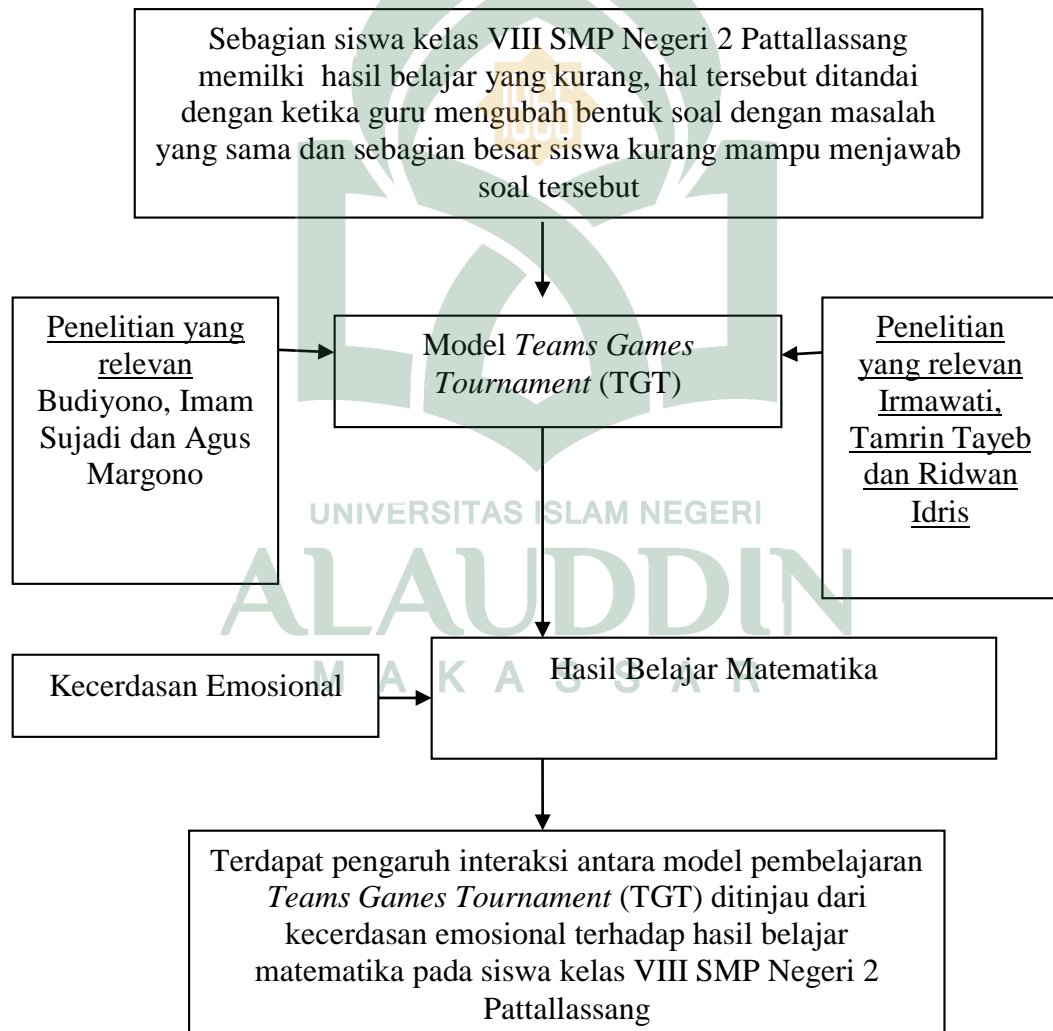 Sebagian siswa kelas VIII SMP Negeri 2 Pattallassang
memilki hasil belajar yang kurang, hal tersebut ditandai
dengan ketika guru mengubah bentuk soal dengan masalah
yang sama dan sebagian besar siswa kurang mampu menjawab
soal tersebut
Penelitian yang
relevan
Budiyono, Imam
Sujadi dan Agus
Margono
Model Teams Games
Tournament (TGT)
Penelitian
yang relevan
Irmawati,
Tamrin Tayeb
dan Ridwan
Idris
UNIVERSITAS ISLAM NEGERI
ALAUDDIN
MAKASSAR
Kecerdasan Emosional
Hasil Belajar Matematika
Terdapat pengaruh interaksi antara model pembelajaran
Teams Games Tournament (TGT) ditinjau dari
kecerdasan emosional terhadap hasil belajar
matematika pada siswa kelas VIII SMP Negeri 2
Pattallassang